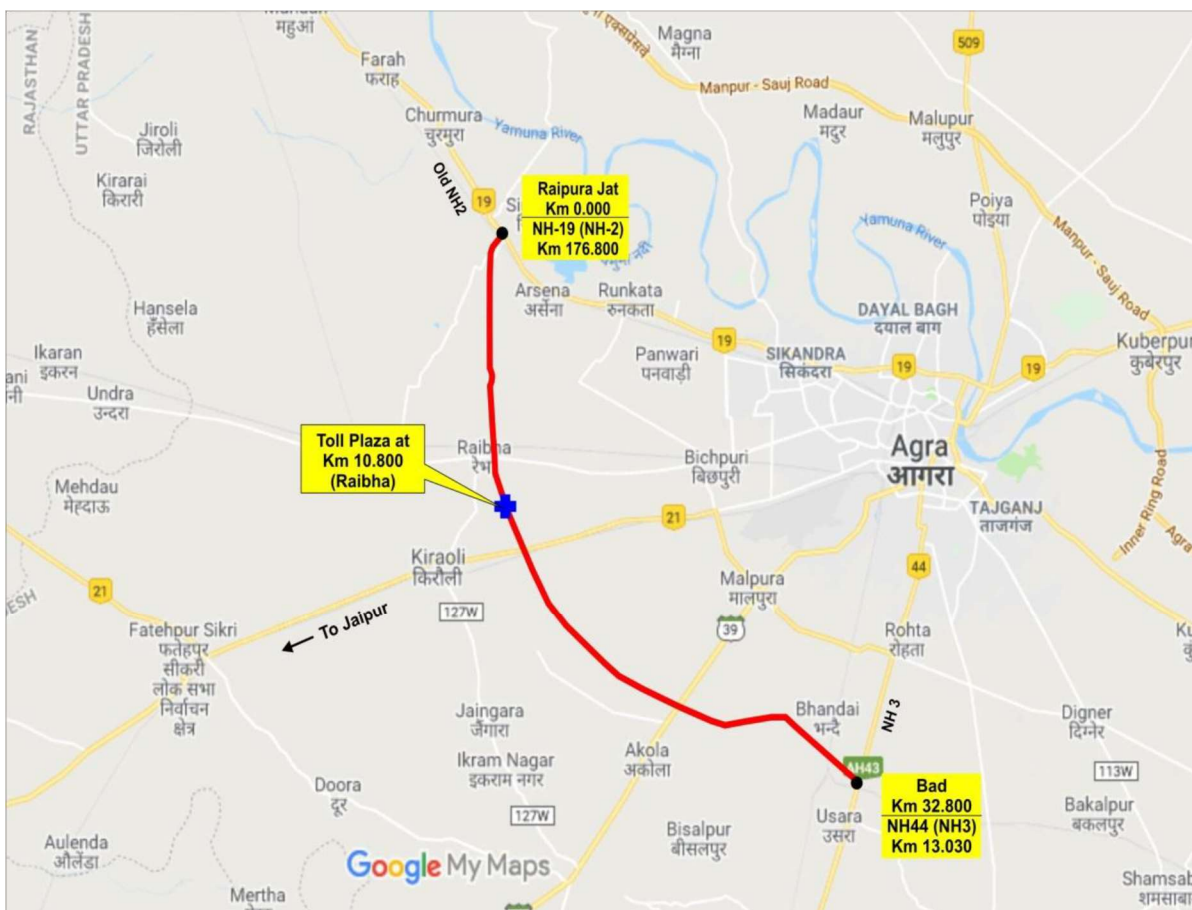 महुआं
RAJASTHAN
UTTAR PRADESH
Farah
फराह
Magna
मैग्ना
509
Manpur - Sauj Road
Churmura
चुरमुरा
Yamuna River
Madaur
मदुर
Malupur
मलुपुर
Jiroli
जिरोली
Kirarai
किरारी
Old NH2
19
Raipura Jat
Km 0.000
NH-19 (NH-2)
Km 176.800
Poiya
पोइया
Yamuna River
Manpur - Sauj Road
Arsena
अर्सेना
Runkata
रुनकता
Hansela
हँसेला
DAYAL BAGH
दयाल बाग
Ikaran
इकरन
Panwari
पनवाड़ी
19
SIKANDRA
सिकंदरा
19
19
Kuberpur
कुबेरपुर
Undra
उन्दरा
Toll Plaza at
Km 10.800
(Raibha)
Raibha
Bichpuri
बिछपुरी
Agra
आगरा
Mehdau
मेहदाऊ
21
TAJGANJ
ताजगंज
Inner Ring Road
Agra
Kiraoli
किरौली
44
21
127W
Malpura
मालपुरा
To Jaipur
39
Rohta
रोहता
Fatehpur Sikri
फतेहपुर
सीकरी
लोक सभा
निर्वाचन
क्षेत्र
Jaingara
जैंगारा
Bhandai
भन्दै
NH 3
Digner
दिग्नेर
Ikram Nagar
इकराम नगर
Akola
अकोला
AH43
113W
Doora
दूर
127W
Usara
उसरा
Bad
Km 32.800
NH44 (NH3)
Km 13.030
Bakalpur
बकलपुर
Aulenda
औलेंडा
Bisalpur
बीसलपुर
Google My Maps
Mertha
Shamsab
शमसाबा